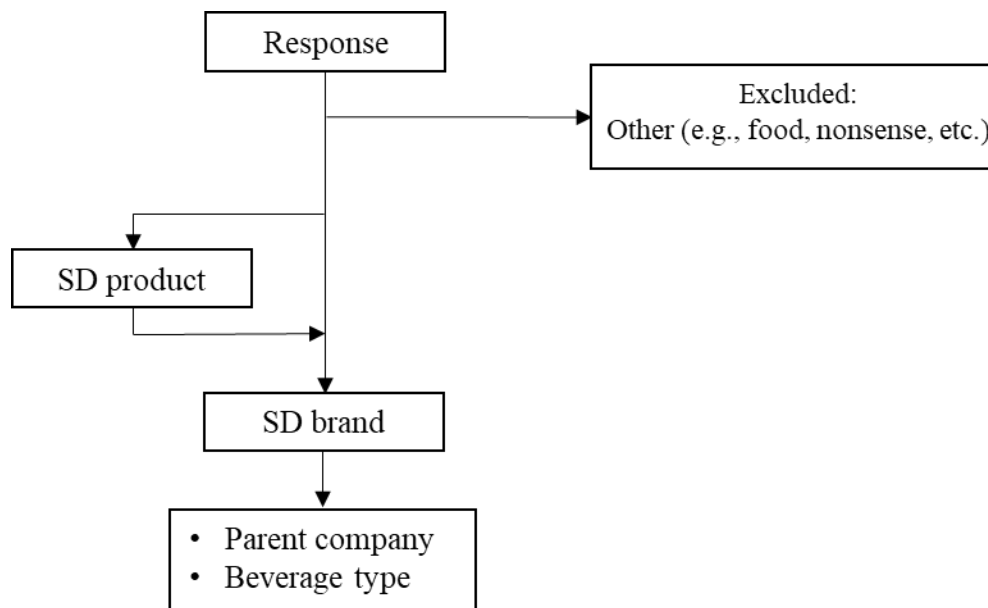 Response
Excluded:
Other (e.g., food, nonsense, etc.)
SD product
SD brand
• Parent company
• Beverage type